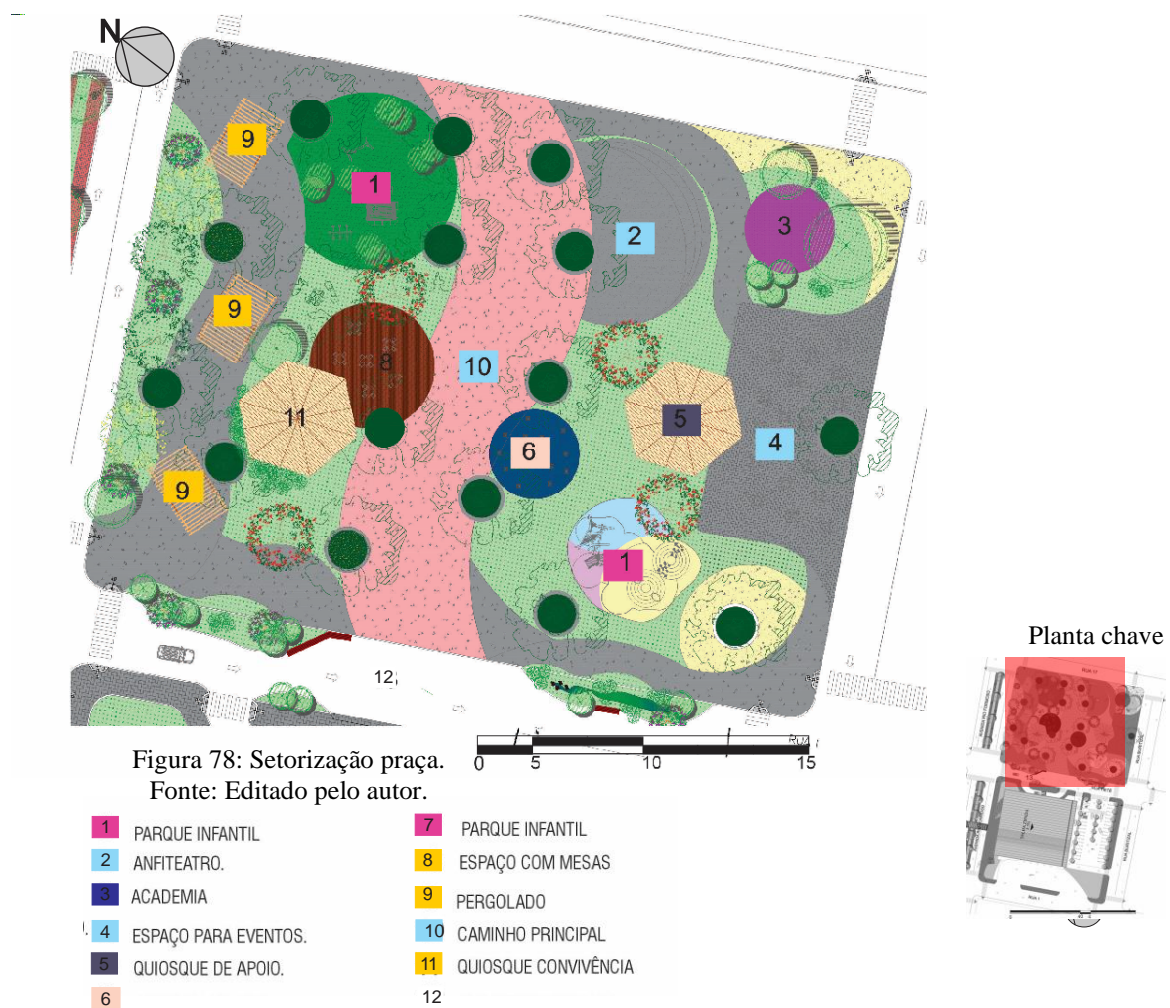 N
9
1
2
3
9
8
10
11
5
4
6
9
1
12
Planta chave
Figura 78: Setorização praça.
0 5 10 15
Fonte: Editado pelo autor.
1 PARQUE INFANTIL
2 ANFITEATRO.
3 ACADEMIA
4 ESPAÇO PARA EVENTOS.
5 QUIOSQUE DE APOIO.
6
7 PARQUE INFANTIL
8 ESPAÇO COM MESAS
9 PERGOLADO
10 CAMINHO PRINCIPAL
11 QUIOSQUE CONVIVÊNCIA
12